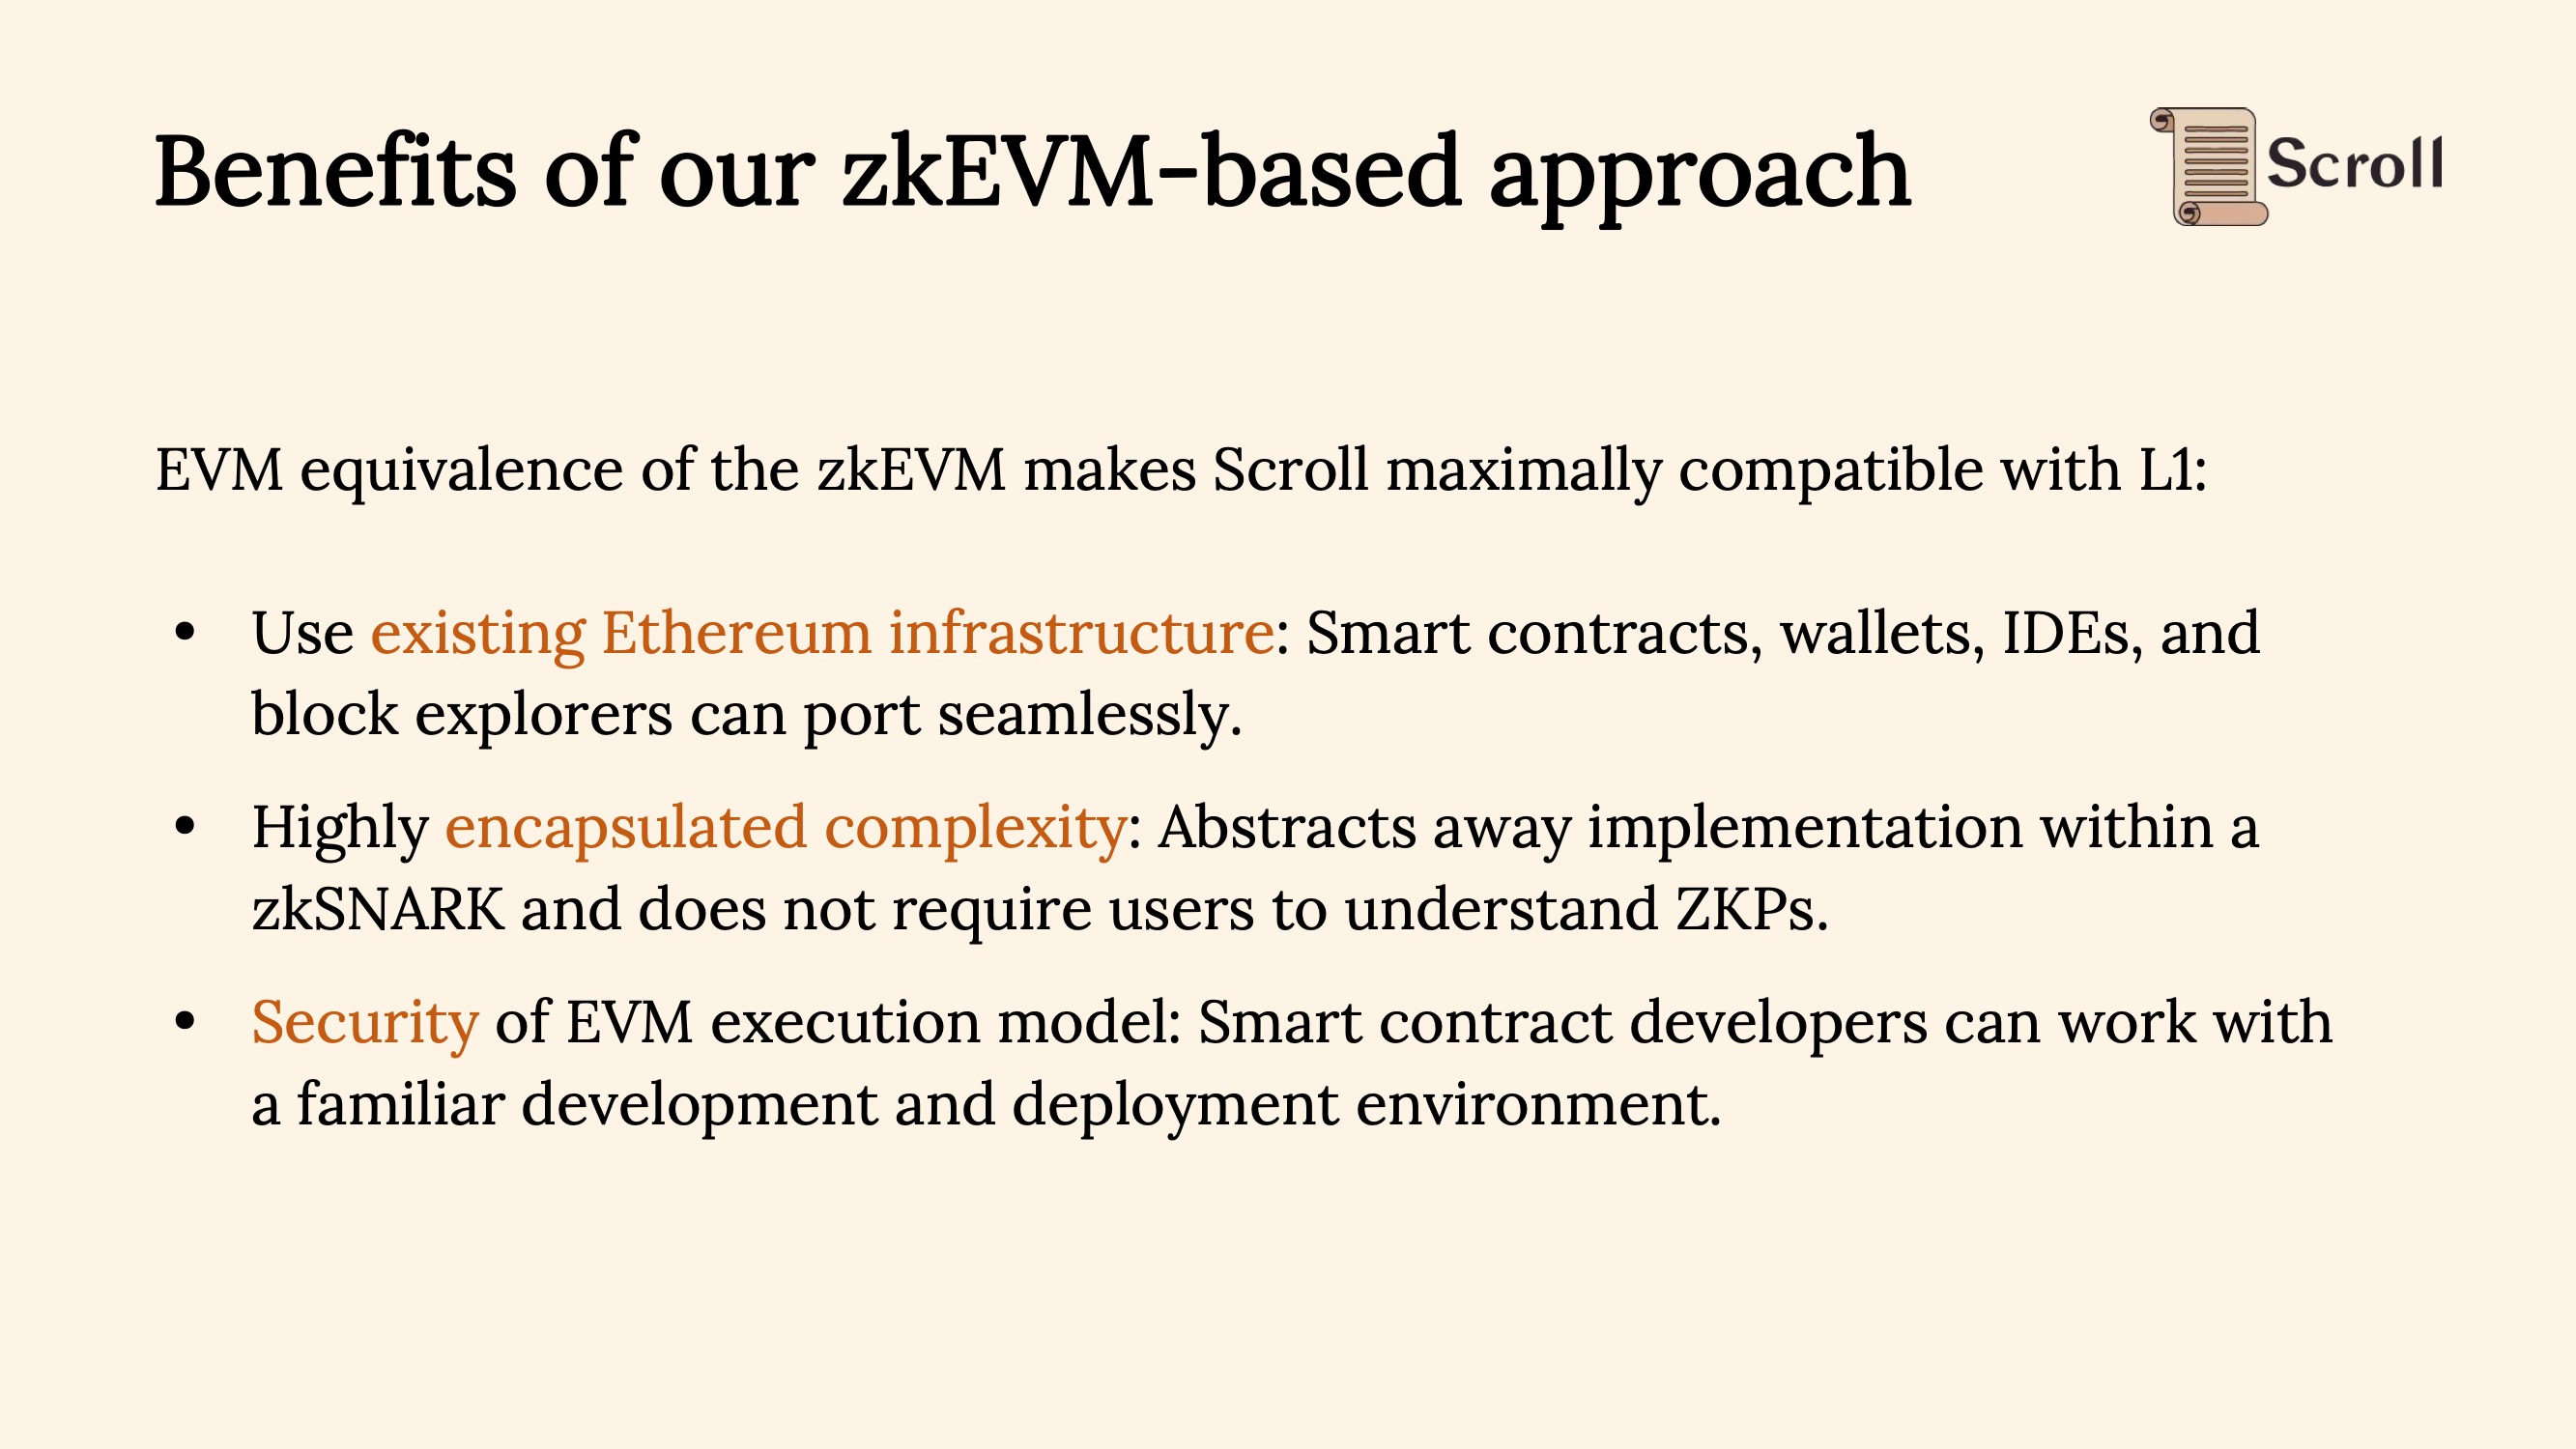 Benefits of our zkEVM-based approach
Scroll
EVM equivalence of the zkEVM makes Scroll maximally compatible with L1:
• Use existing Ethereum infrastructure: Smart contracts, wallets, IDEs, and
block explorers can port seamlessly.
• Highly encapsulated complexity: Abstracts away implementation within a
zkSNARK and does not require users to understand ZKPs.
• Security of EVM execution model: Smart contract developers can work with
a familiar development and deployment environment.